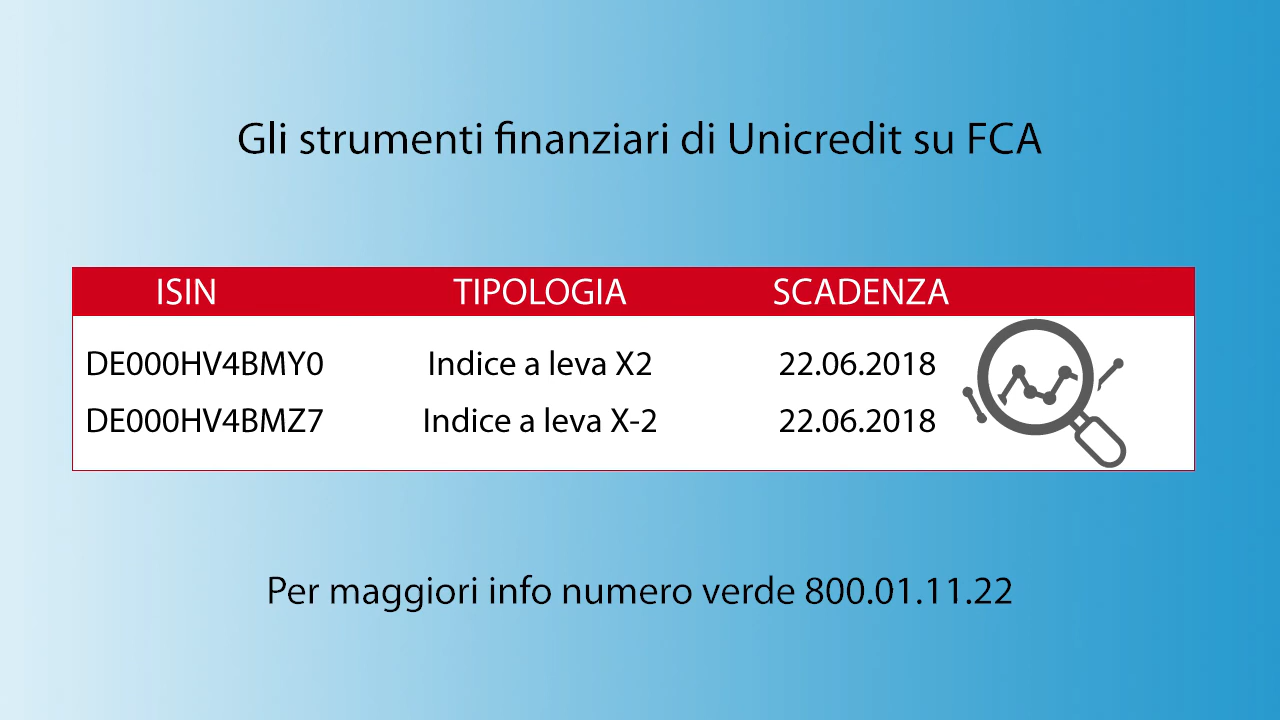 Gli strumenti finanziari di Unicredit su FCA
ISIN TIPOLOGIA SCADENZA
DE000HV4BMY0 Indice a leva X2 22.06.2018
DE000HV4BMZ7 Indice a leva X-2 22.06.2018
Per maggiori info numero verde 800.01.11.22